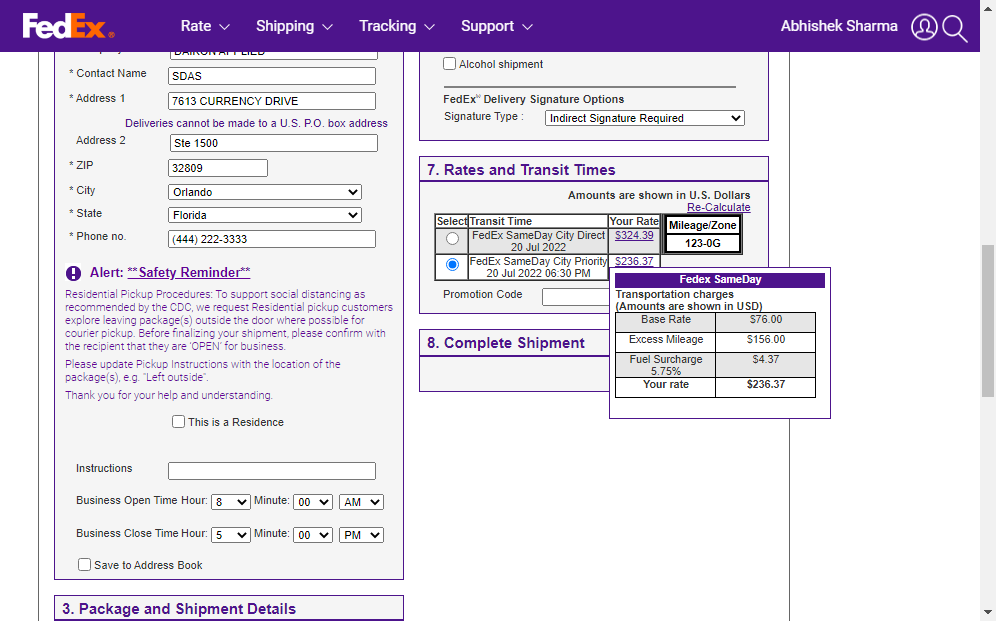 FedEx®
Rate
Shipping
Tracking
Support
Abhishek Sharma
* Contact Name SDAS
* Address 1 7613 CURRENCY DRIVE
Deliveries cannot be made to a U.S. P.O. box address
Address 2 Ste 1500
* ZIP 32809
* City Orlando
* State Florida
* Phone no. (444) 222-3333
Alert: **Safety Reminder**
Residential Pickup Procedures: To support social distancing as
recommended by the CDC, we request Residential pickup customers
explore leaving package(s) outside the door where possible for
courier pickup. Before finalizing your shipment, please confirm with
the recipient that they are 'OPEN' for business.
Please update Pickup Instructions with the location of the
package(s), e.g. "Left outside".
Thank you for your help and understanding.
This is a Residence
Instructions
Business Open Time Hour: 8 Minute: 00 AM
Business Close Time Hour: 5 Minute: 00 PM
Save to Address Book
3. Package and Shipment Details
Alcohol shipment
FedEx® Delivery Signature Options
Signature Type : Indirect Signature Required
7. Rates and Transit Times
Amounts are shown in U.S. Dollars
Re-Calculate
Select Transit Time Your Rate
FedEx SameDay City Direct $324.39
20 Jul 2022
FedEx SameDay City Priority $236.37
20 Jul 2022 06:30 PM
Mileage/Zone
123-0G
Promotion Code
8. Complete Shipment
Fedex SameDay
Transportation charges
(Amounts are shown in USD)
Base Rate $76.00
Excess Mileage $156.00
Fuel Surcharge $4.37
5.75%
Your rate $236.37